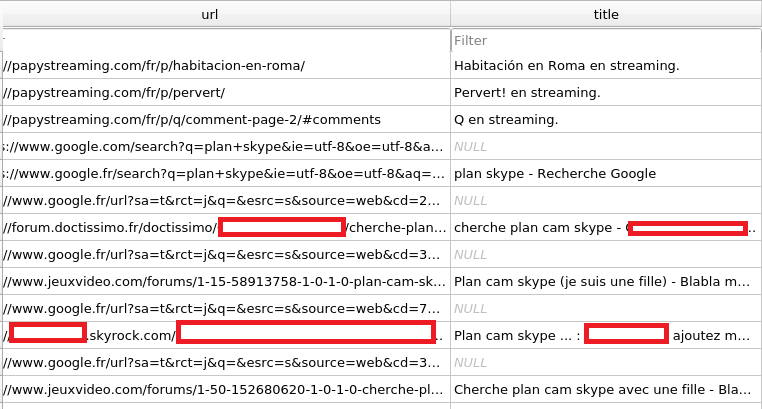 url title
Filter
//papystreaming.com/fr/p/habitacion-en-roma/ Habitación en Roma en streaming.
//papystreaming.com/fr/p/pervert/ Pervert! en streaming.
//papystreaming.com/fr/p/q/comment-page-2/#comments Q en streaming.
s://www.google.com/search?q=plan+skype&ie=utf-8&oe=utf-8&a... NULL
s://www.google.fr/search?q=plan+skype&ie=utf-8&oe=utf-8&aq=... plan skype - Recherche Google
//www.google.fr/url?sa=t&rct=j&q=&esrc=s&source=web&cd=2... NULL
//forum.doctissimo.fr/doctissimo/ /cherche-plan... cherche plan cam skype - ..
//www.google.fr/url?sa=t&rct=j&q=&esrc=s&source=web&cd=3... NULL
//www.jeuxvideo.com/forums/1-15-58913758-1-0-1-0-plan-cam-sk... Plan cam skype (je suis une fille) - Blabla m...
//www.google.fr/url?sa=t&rct=j&q=&esrc=s&source=web&cd=7... NULL
// .skyrock.com/ .. Plan cam skype ... : ajoutez m...
//www.google.fr/url?sa=t&rct=j&q=&esrc=s&source=web&cd=3... NULL
//www.jeuxvideo.com/forums/1-50-152680620-1-0-1-0-cherche-pl... Cherche plan cam skype avec une fille - Bla...